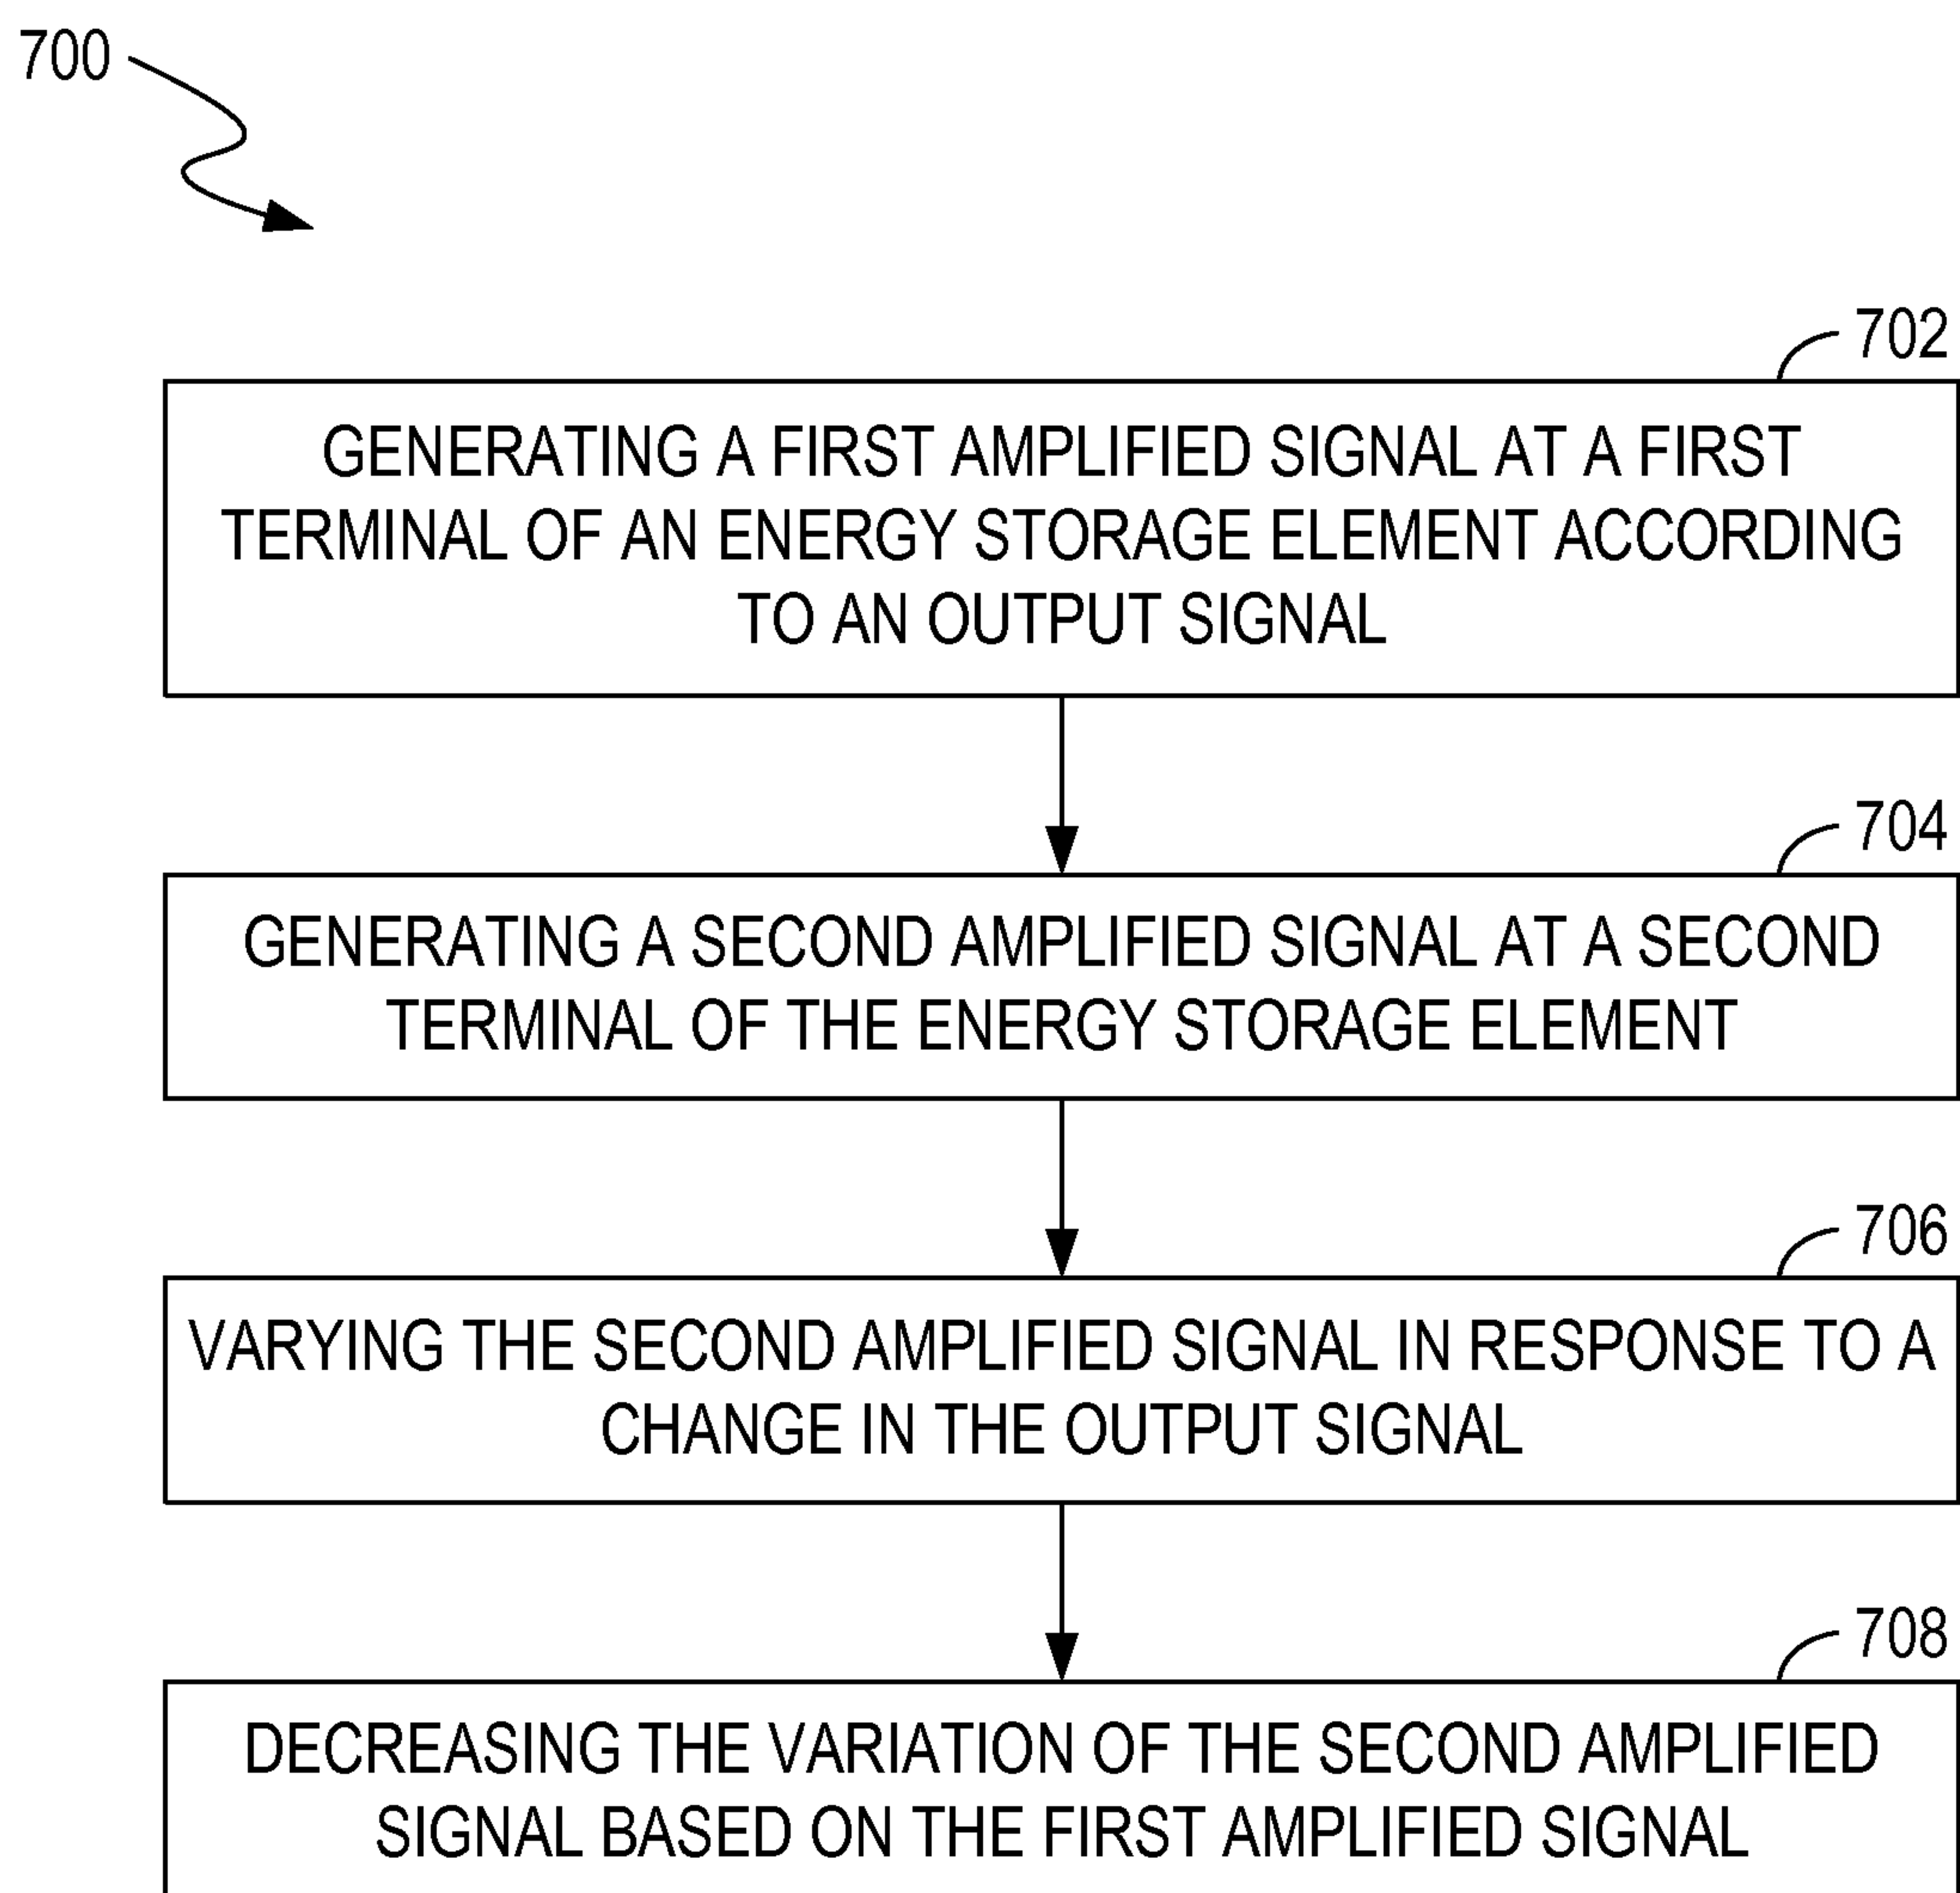 700
702
GENERATING A FIRST AMPLIFIED SIGNAL AT A FIRST
TERMINAL OF AN ENERGY STORAGE ELEMENT ACCORDING
TO AN OUTPUT SIGNAL
704
GENERATING A SECOND AMPLIFIED SIGNAL AT A SECOND
TERMINAL OF THE ENERGY STORAGE ELEMENT
706
VARYING THE SECOND AMPLIFIED SIGNAL IN RESPONSE TO A
CHANGE IN THE OUTPUT SIGNAL
708
DECREASING THE VARIATION OF THE SECOND AMPLIFIED
SIGNAL BASED ON THE FIRST AMPLIFIED SIGNAL